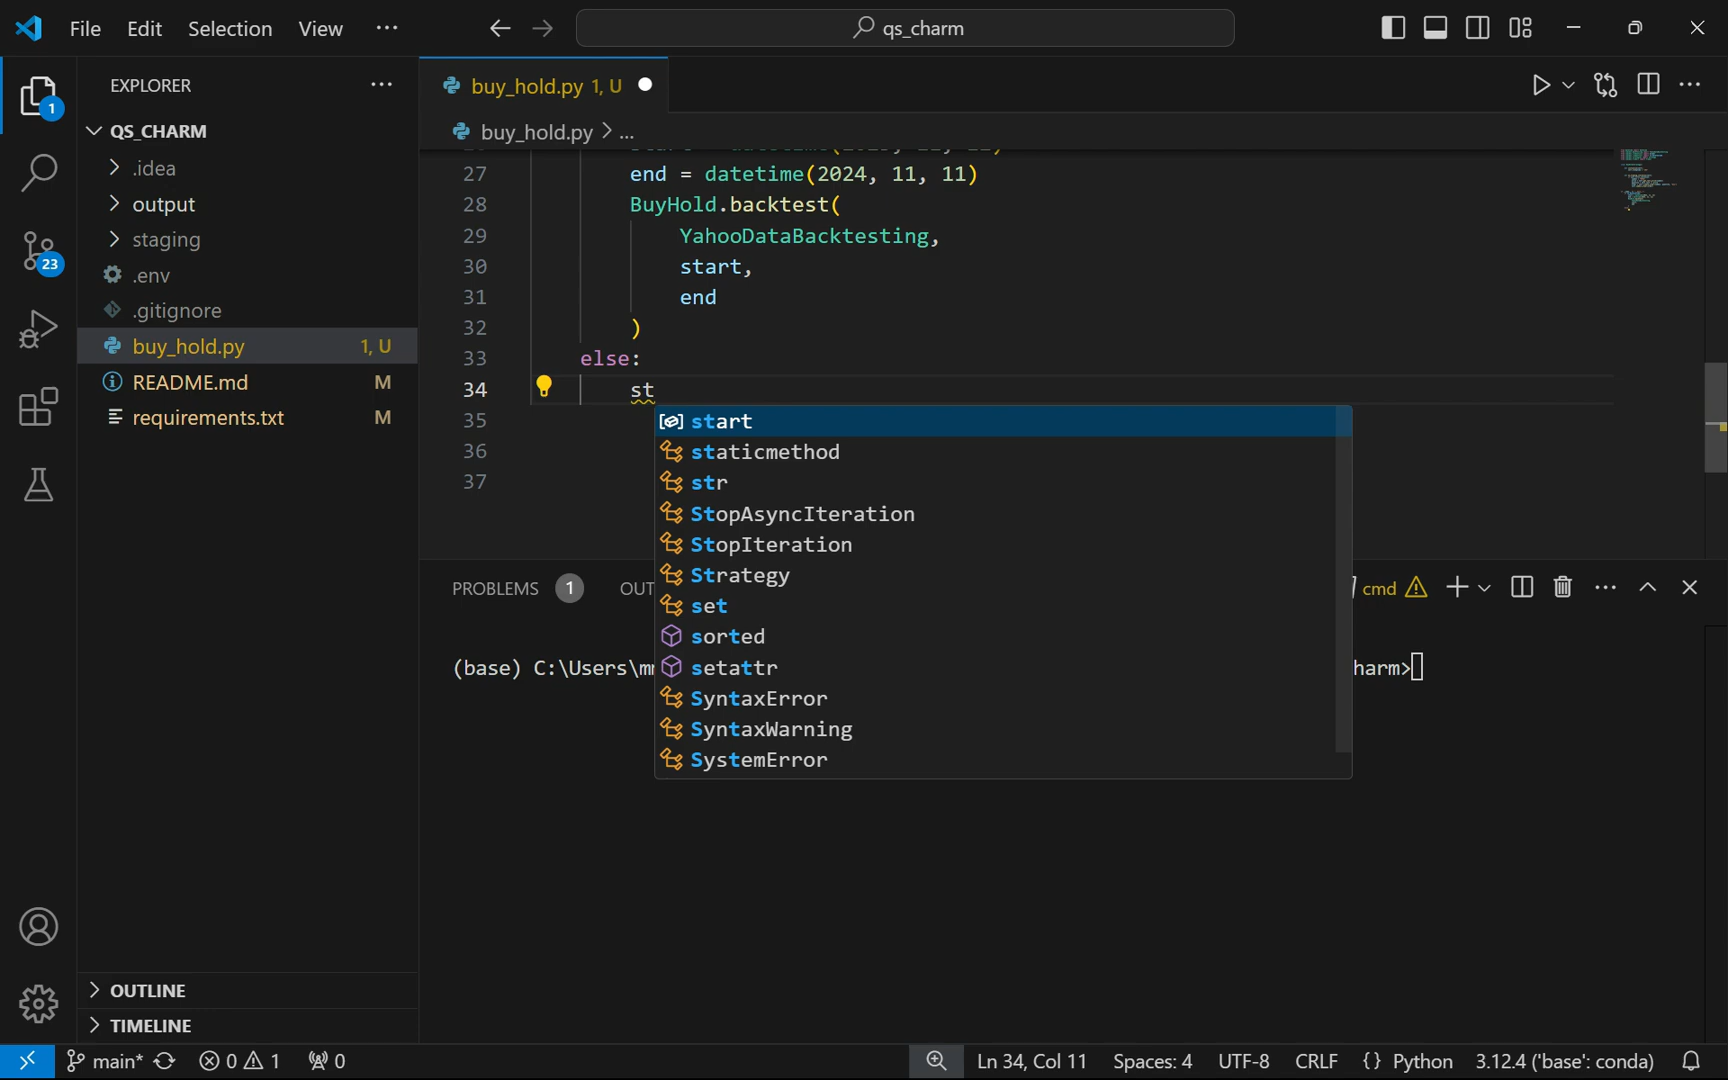 File Edit Selection View ... qs_charm
EXPLORER ...
1
buy_hold.py 1, U
QS_CHARM
buy_hold.py > ...
.idea
27 end = datetime(2024, 11, 11)
output
28 BuyHold.backtest(
staging
29 YahooDataBacktesting,
23
.env
30 start,
.gitignore
31 end
buy_hold.py 1, U
32 )
33 else:
README.md M
34 st
requirements.txt M
35
36
37
start
staticmethod
str
StopAsyncIteration
StopIteration
Strategy
set
sorted
setattr
SyntaxError
SyntaxWarning
SystemError
PROBLEMS 1 cmd
(base) C:\Users\ harm>
OUTLINE
TIMELINE
main* 0 1 0 Ln 34, Col 11 Spaces: 4 UTF-8 CRLF {} Python 3.12.4 ('base': conda)